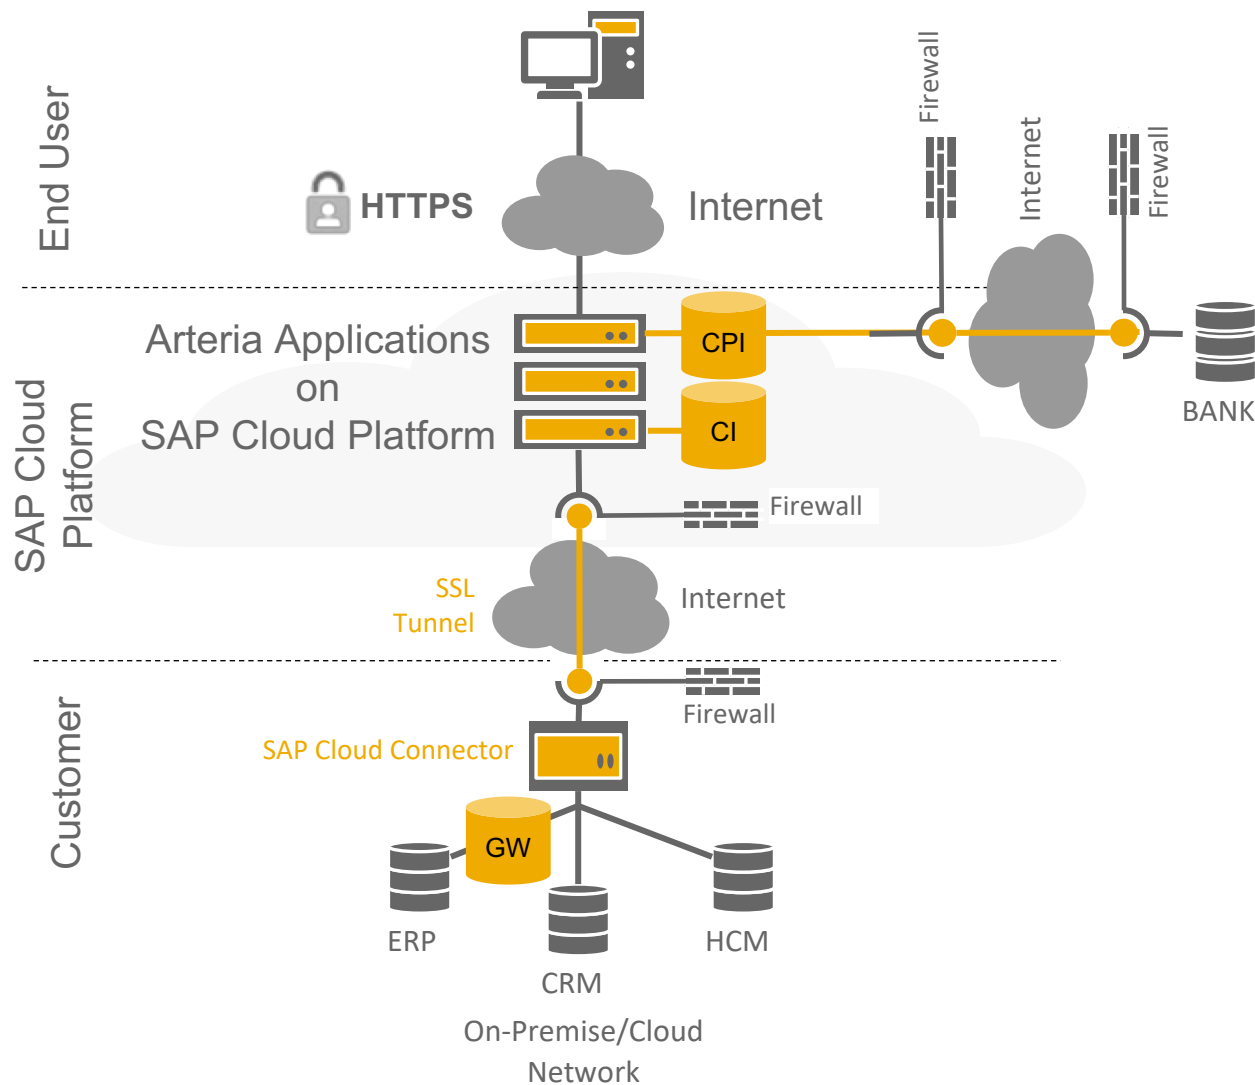 End User
HTTPS
Internet
Firewall
Internet
Firewall
SAP Cloud
Platform
Arteria Applications
on
SAP Cloud Platform
CPI
CI
BANK
Firewall
SSL
Tunnel
Internet
Customer
Firewall
SAP Cloud Connector
GW
ERP
CRM
HCM
On-Premise/Cloud
Network